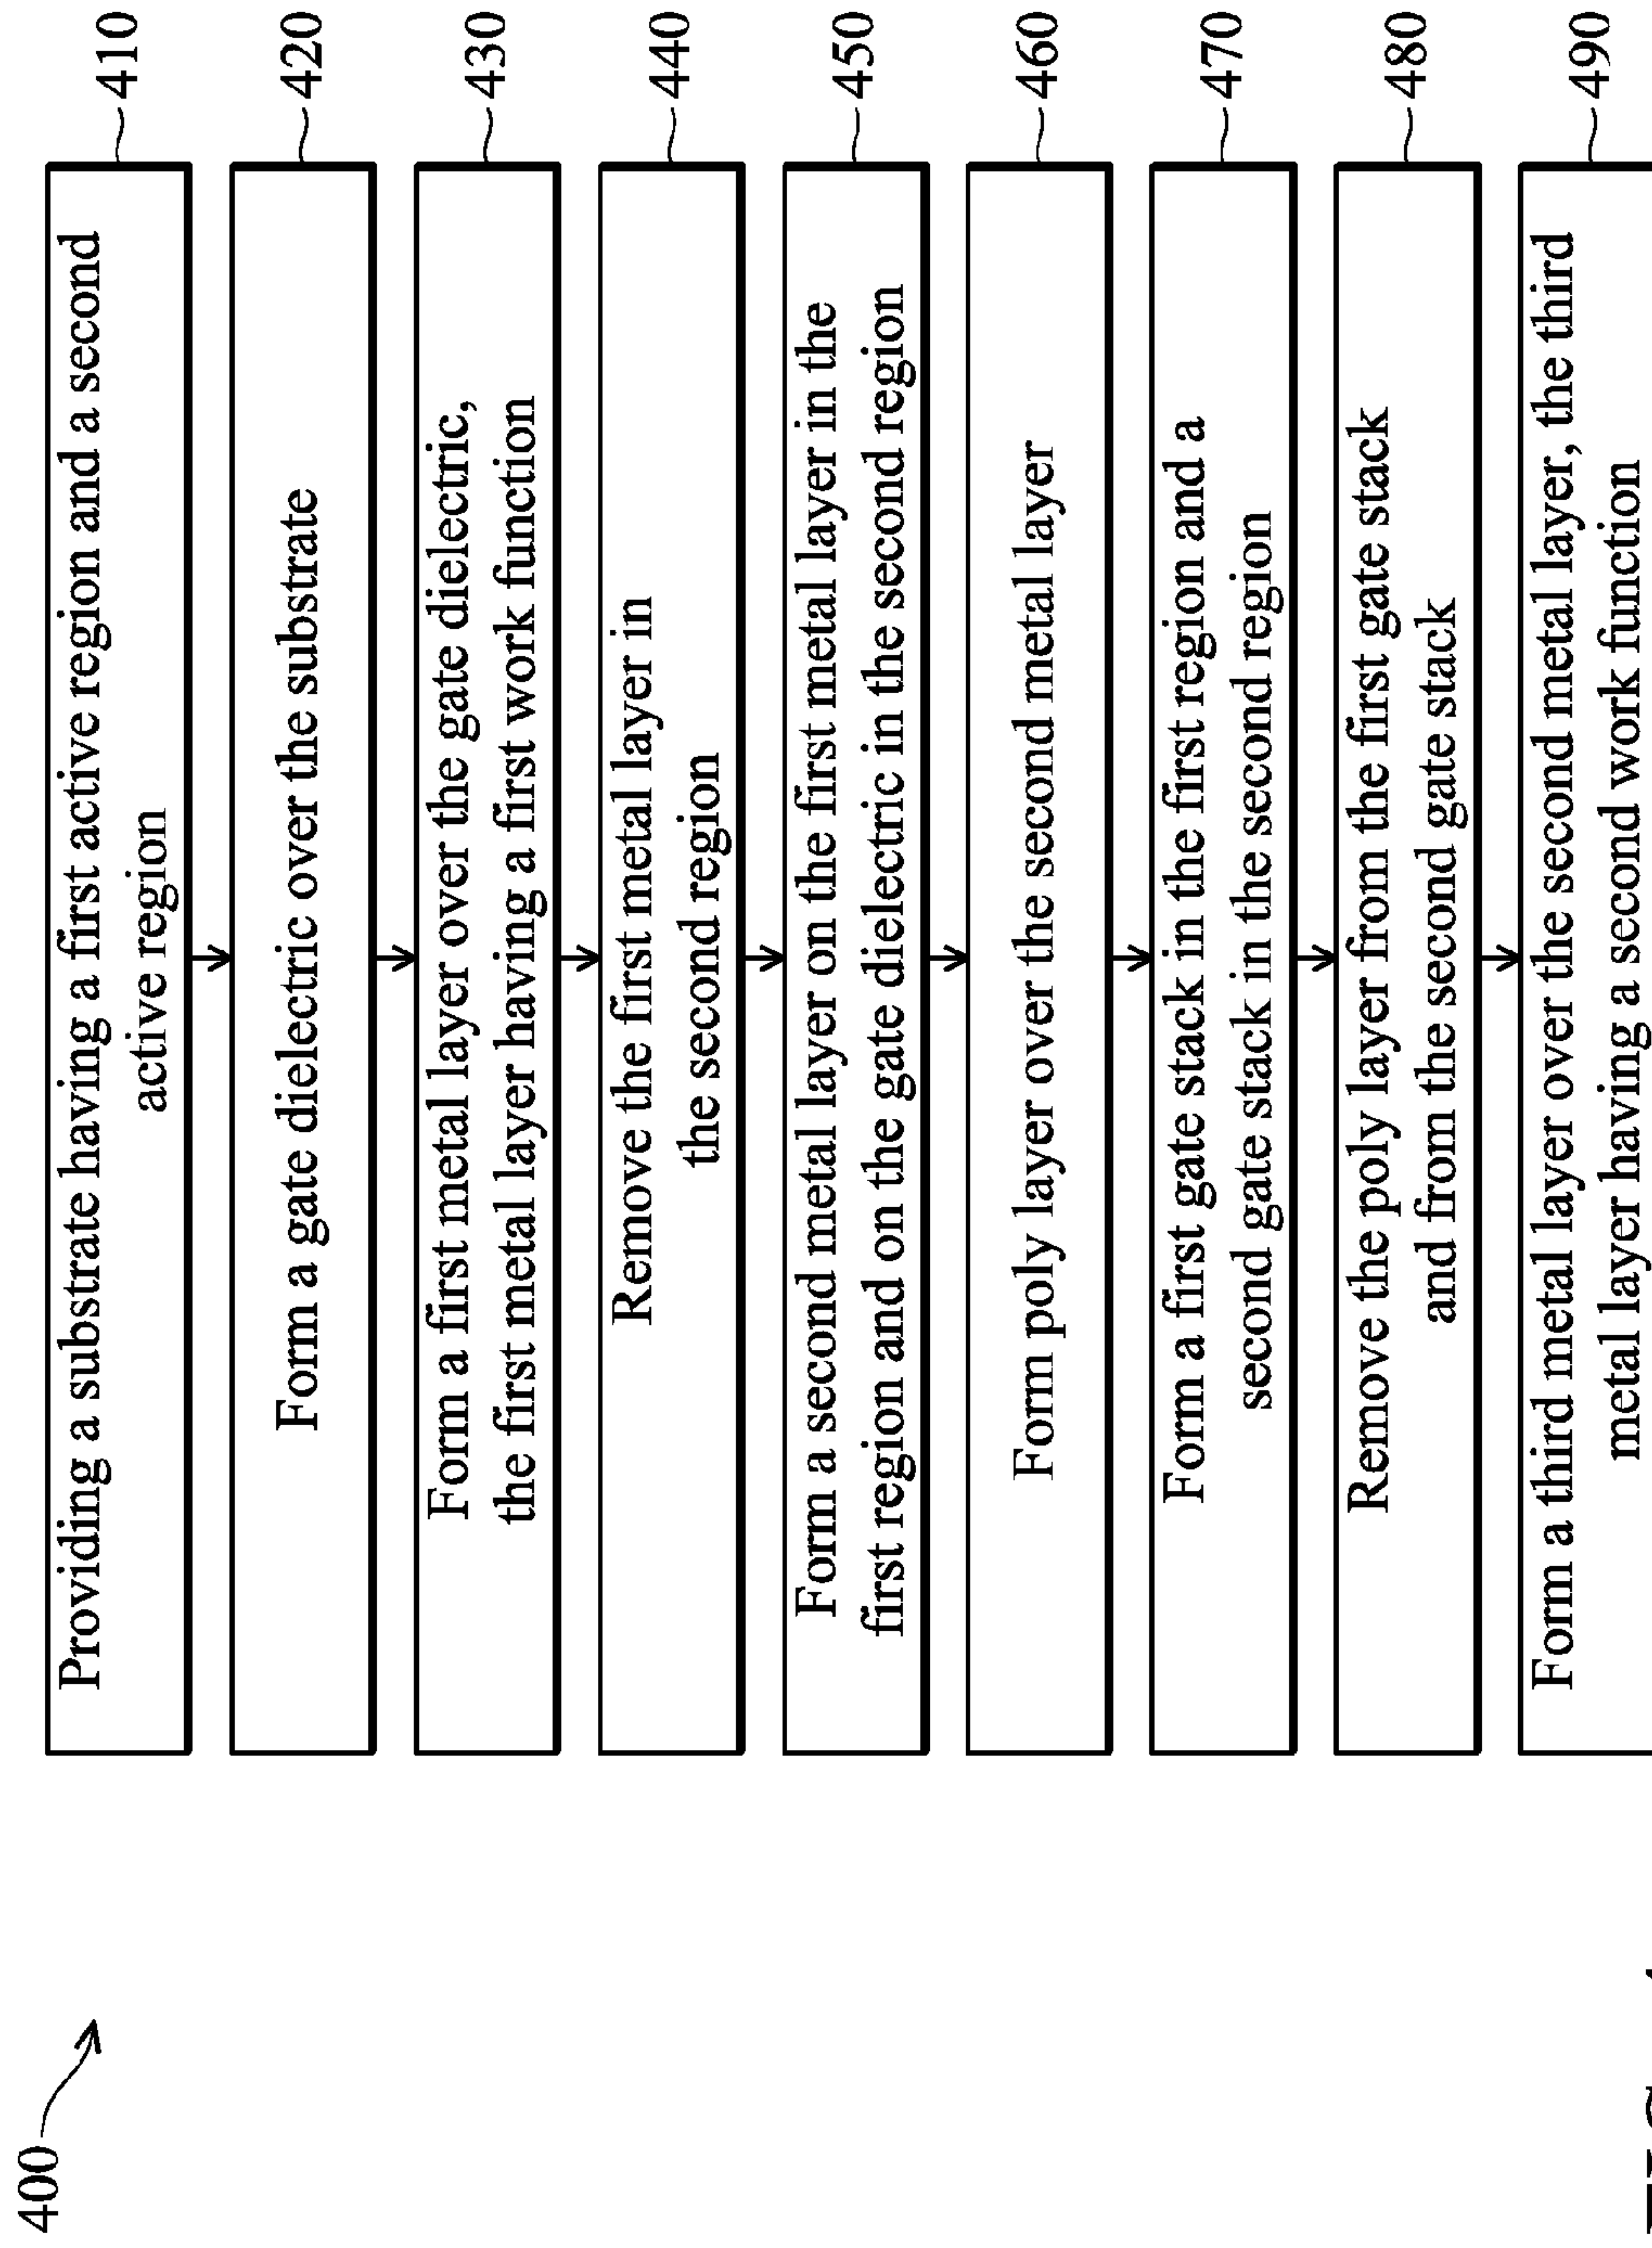 400
Providing a substrate having a first active region and a second
active region
410
Form a gate dielectric over the substrate
420
Form a first metal layer over the gate dielectric,
the first metal layer having a first work function
430
Remove the first metal layer in
the second region
440
Form a second metal layer on the first metal layer in the
first region and on the gate dielectric in the second region
450
Form poly layer over the second metal layer
460
Form a first gate stack in the first region and a
second gate stack in the second region
470
Remove the poly layer from the first gate stack
and from the second gate stack
480
Form a third metal layer over the second metal layer, the third
metal layer having a second work function
490